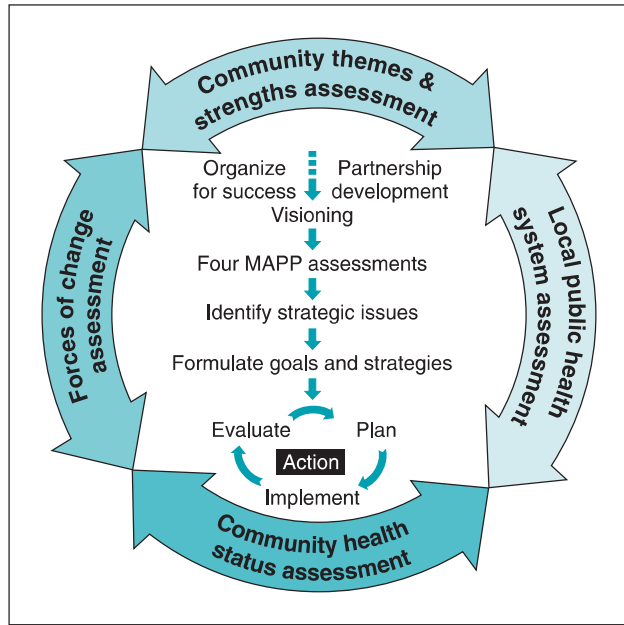 Community themes &
strengths assessment
Organize
for success
Partnership
development
Visioning
Four MAPP assessments
Identify strategic issues
Formulate goals and strategies
Evaluate
Plan
Action
Implement
Forces of change
assessment
Local public health
system assessment
Community health
status assessment